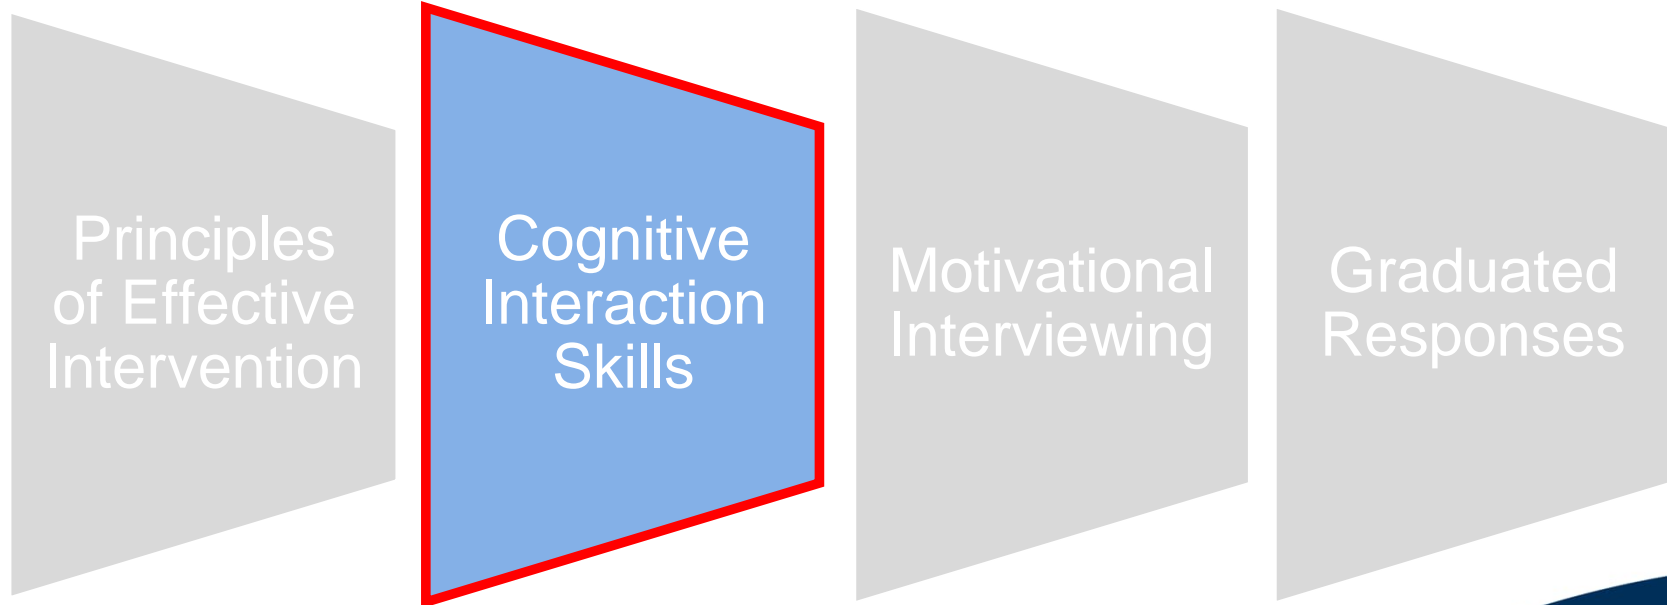 Principles
of Effective
Intervention
Cognitive
Interaction
Skills
Motivational
Interviewing
Graduated
Responses